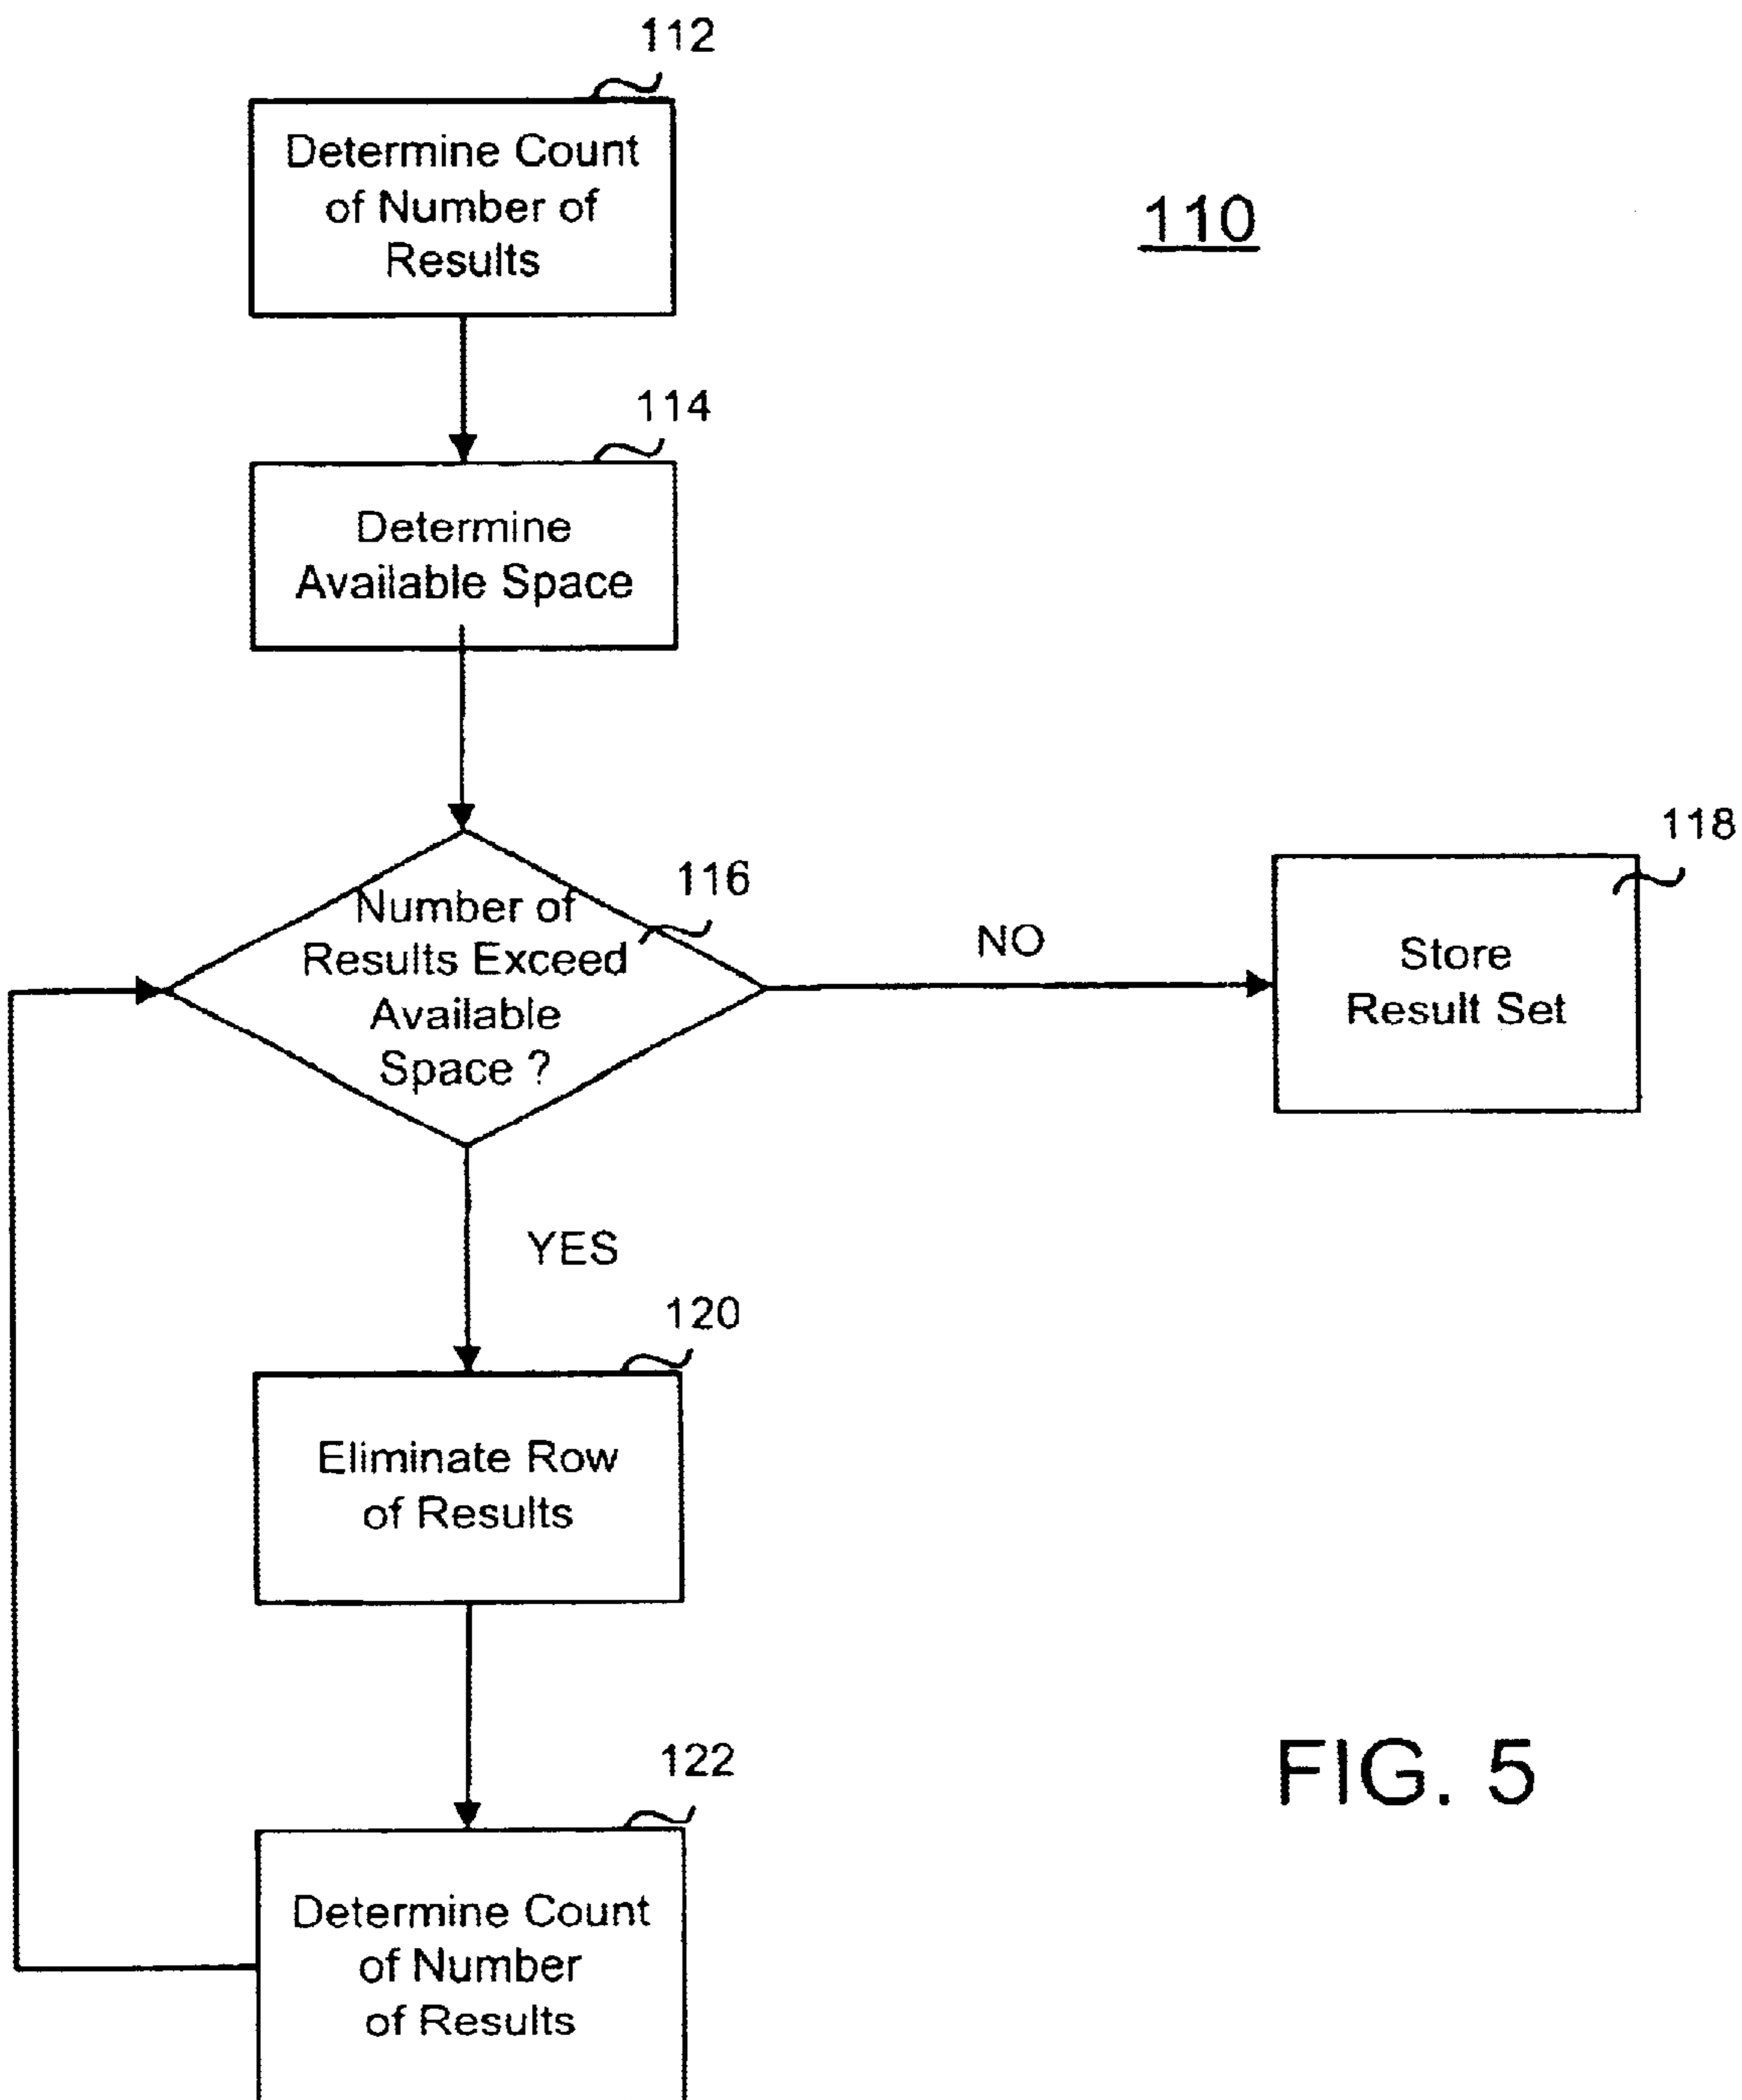 112
Determine Count
of Number of
Results
110
114
Determine
Available Space
116
Number of
Results Exceed
Available
Space ?
NO
118
Store
Result Set
YES
120
Eliminate Row
of Results
122
Determine Count
of Number
of Results
FIG. 5